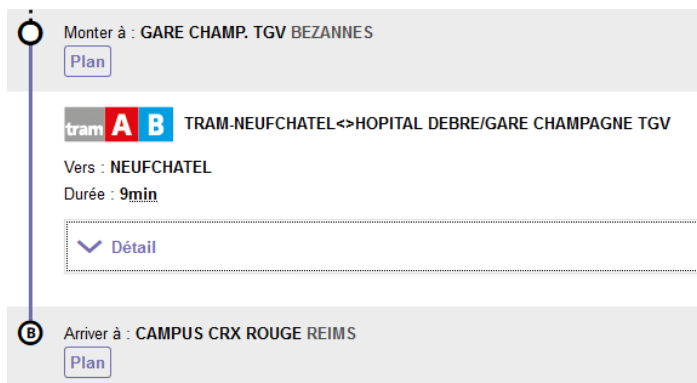 Monter à : GARE CHAMP. TGV BEZANNES
Plan
tram A B TRAM-NEUFCHATEL<>HOPITAL DEBRE/GARE CHAMPAGNE TGV
Vers : NEUFCHATEL
Durée : 9min
Détail
B Arriver à : CAMPUS CRX ROUGE REIMS
Plan